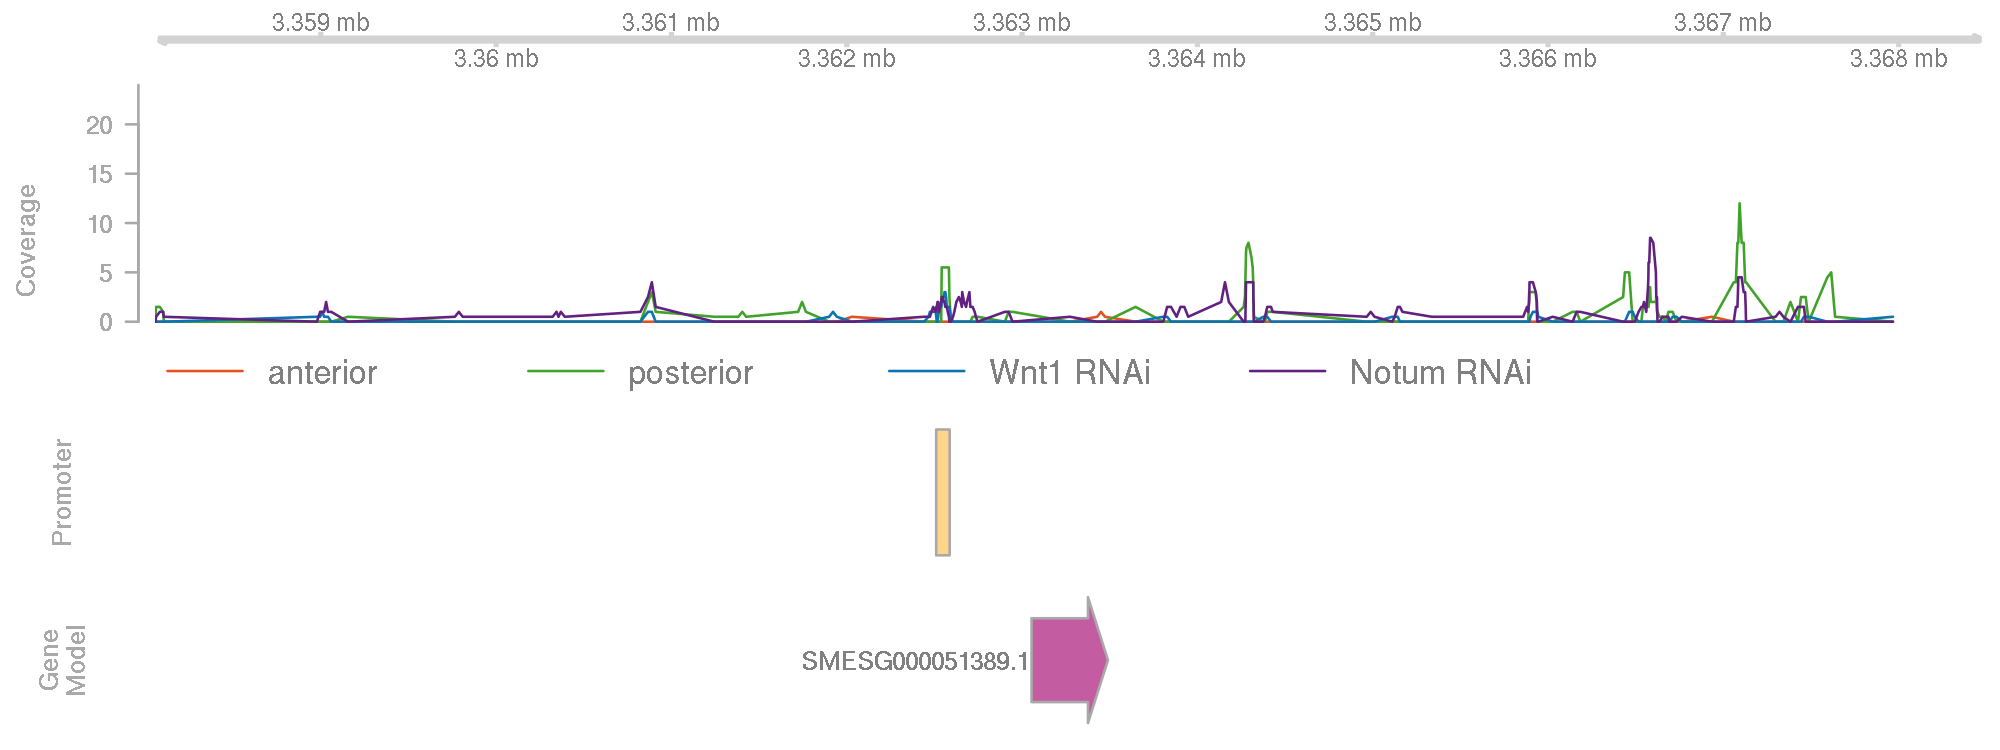 3.359 mb 3.361 mb 3.363 mb 3.365 mb 3.367 mb
3.36 mb 3.362 mb 3.364 mb 3.366 mb 3.368 mb
Coverage
20
15
10
5
0
anterior posterior Wnt1 RNAi Notum RNAi
Promoter
Gene
Model
SMESG000051389.1